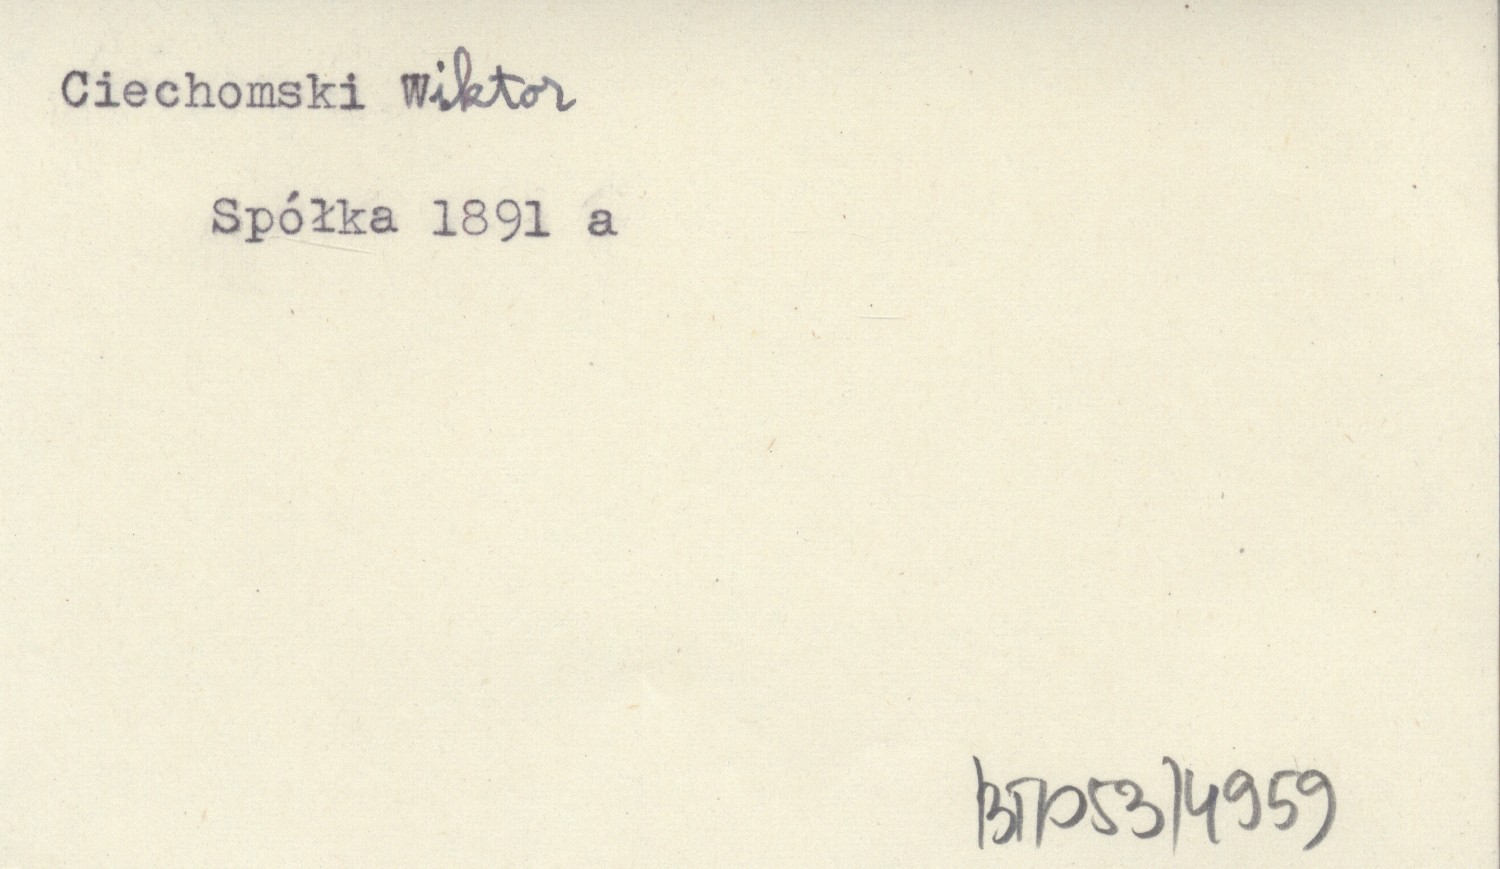 Ciechomski Wiktor
Spółka 1891 a
BTP53/4959